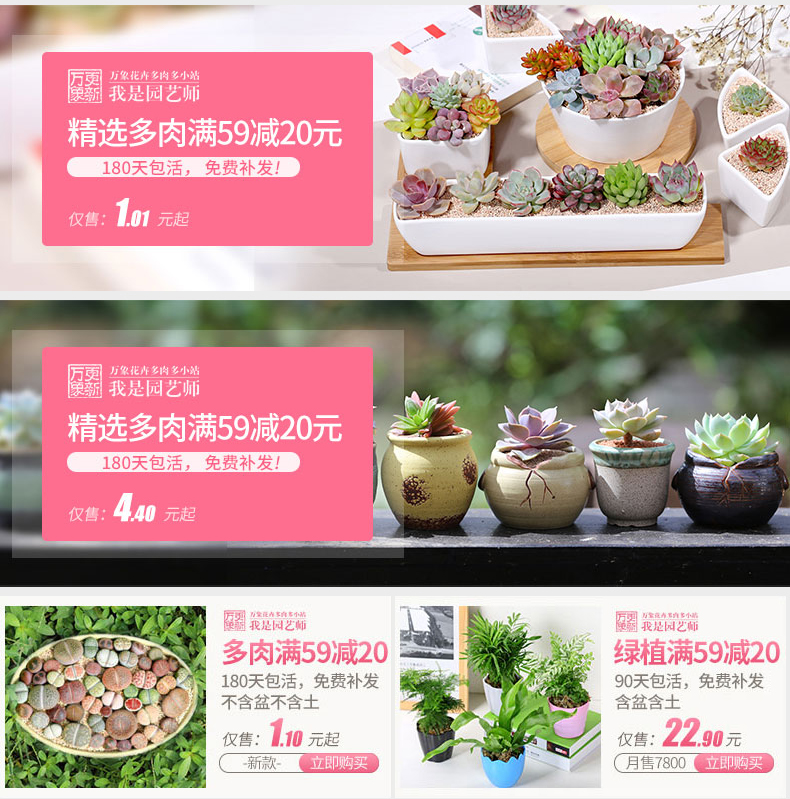 万象更新
万象花卉多肉多小站
我是园艺师
精选多肉满59减20元
180天包活， 免费补发!
仅售：1.01 元起
万象更新
万象花卉多肉多小站
我是园艺师
精选多肉满59减20元
180天包活， 免费补发!
仅售：4.40 元起
万象更新
万象花卉多肉多小站
我是园艺师
多肉满59减20
180天包活，免费补发
不含盆不含土
仅售：1.10 元起
-新款- 立即购买
万象更新
万象花卉多肉多小站
我是园艺师
绿植满59减20
90天包活，免费补发
含盆含土
仅售：22.90 元
月售7800 立即购买